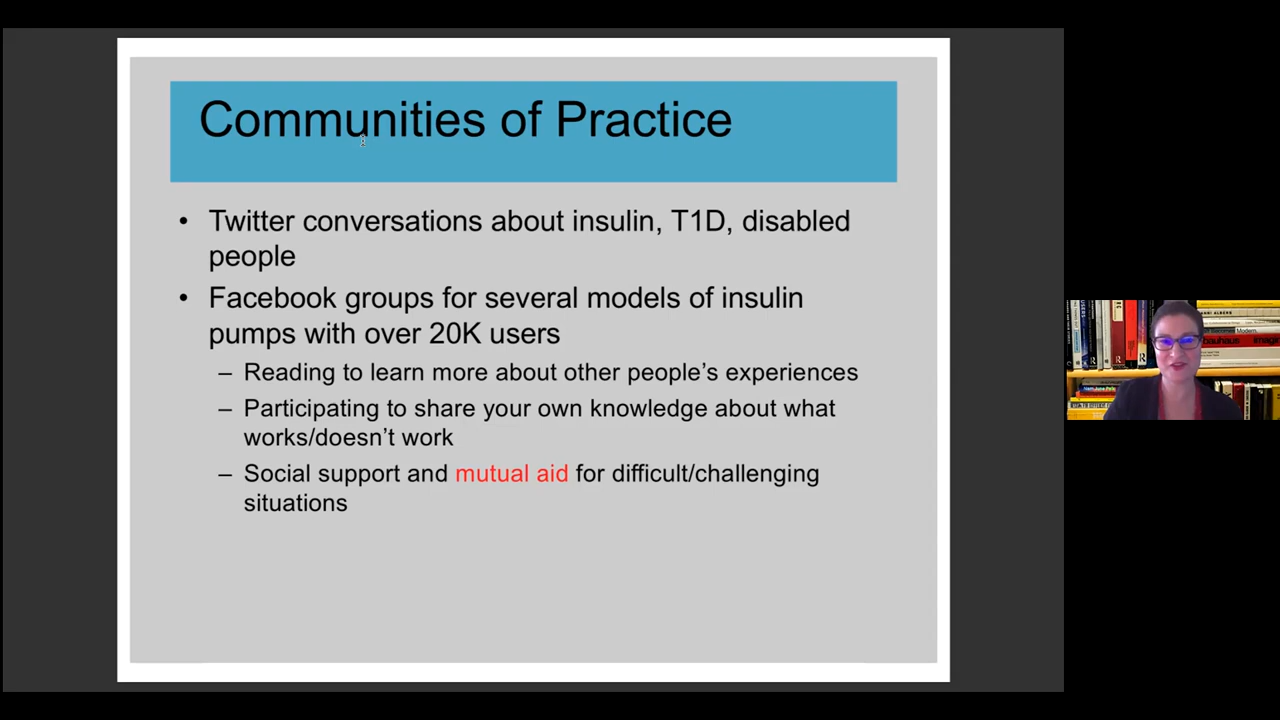 Communities of Practice
• Twitter conversations about insulin, T1D, disabled
people
• Facebook groups for several models of insulin
pumps with over 20K users
– Reading to learn more about other people’s experiences
– Participating to share your own knowledge about what
works/doesn’t work
– Social support and mutual aid for difficult/challenging
situations